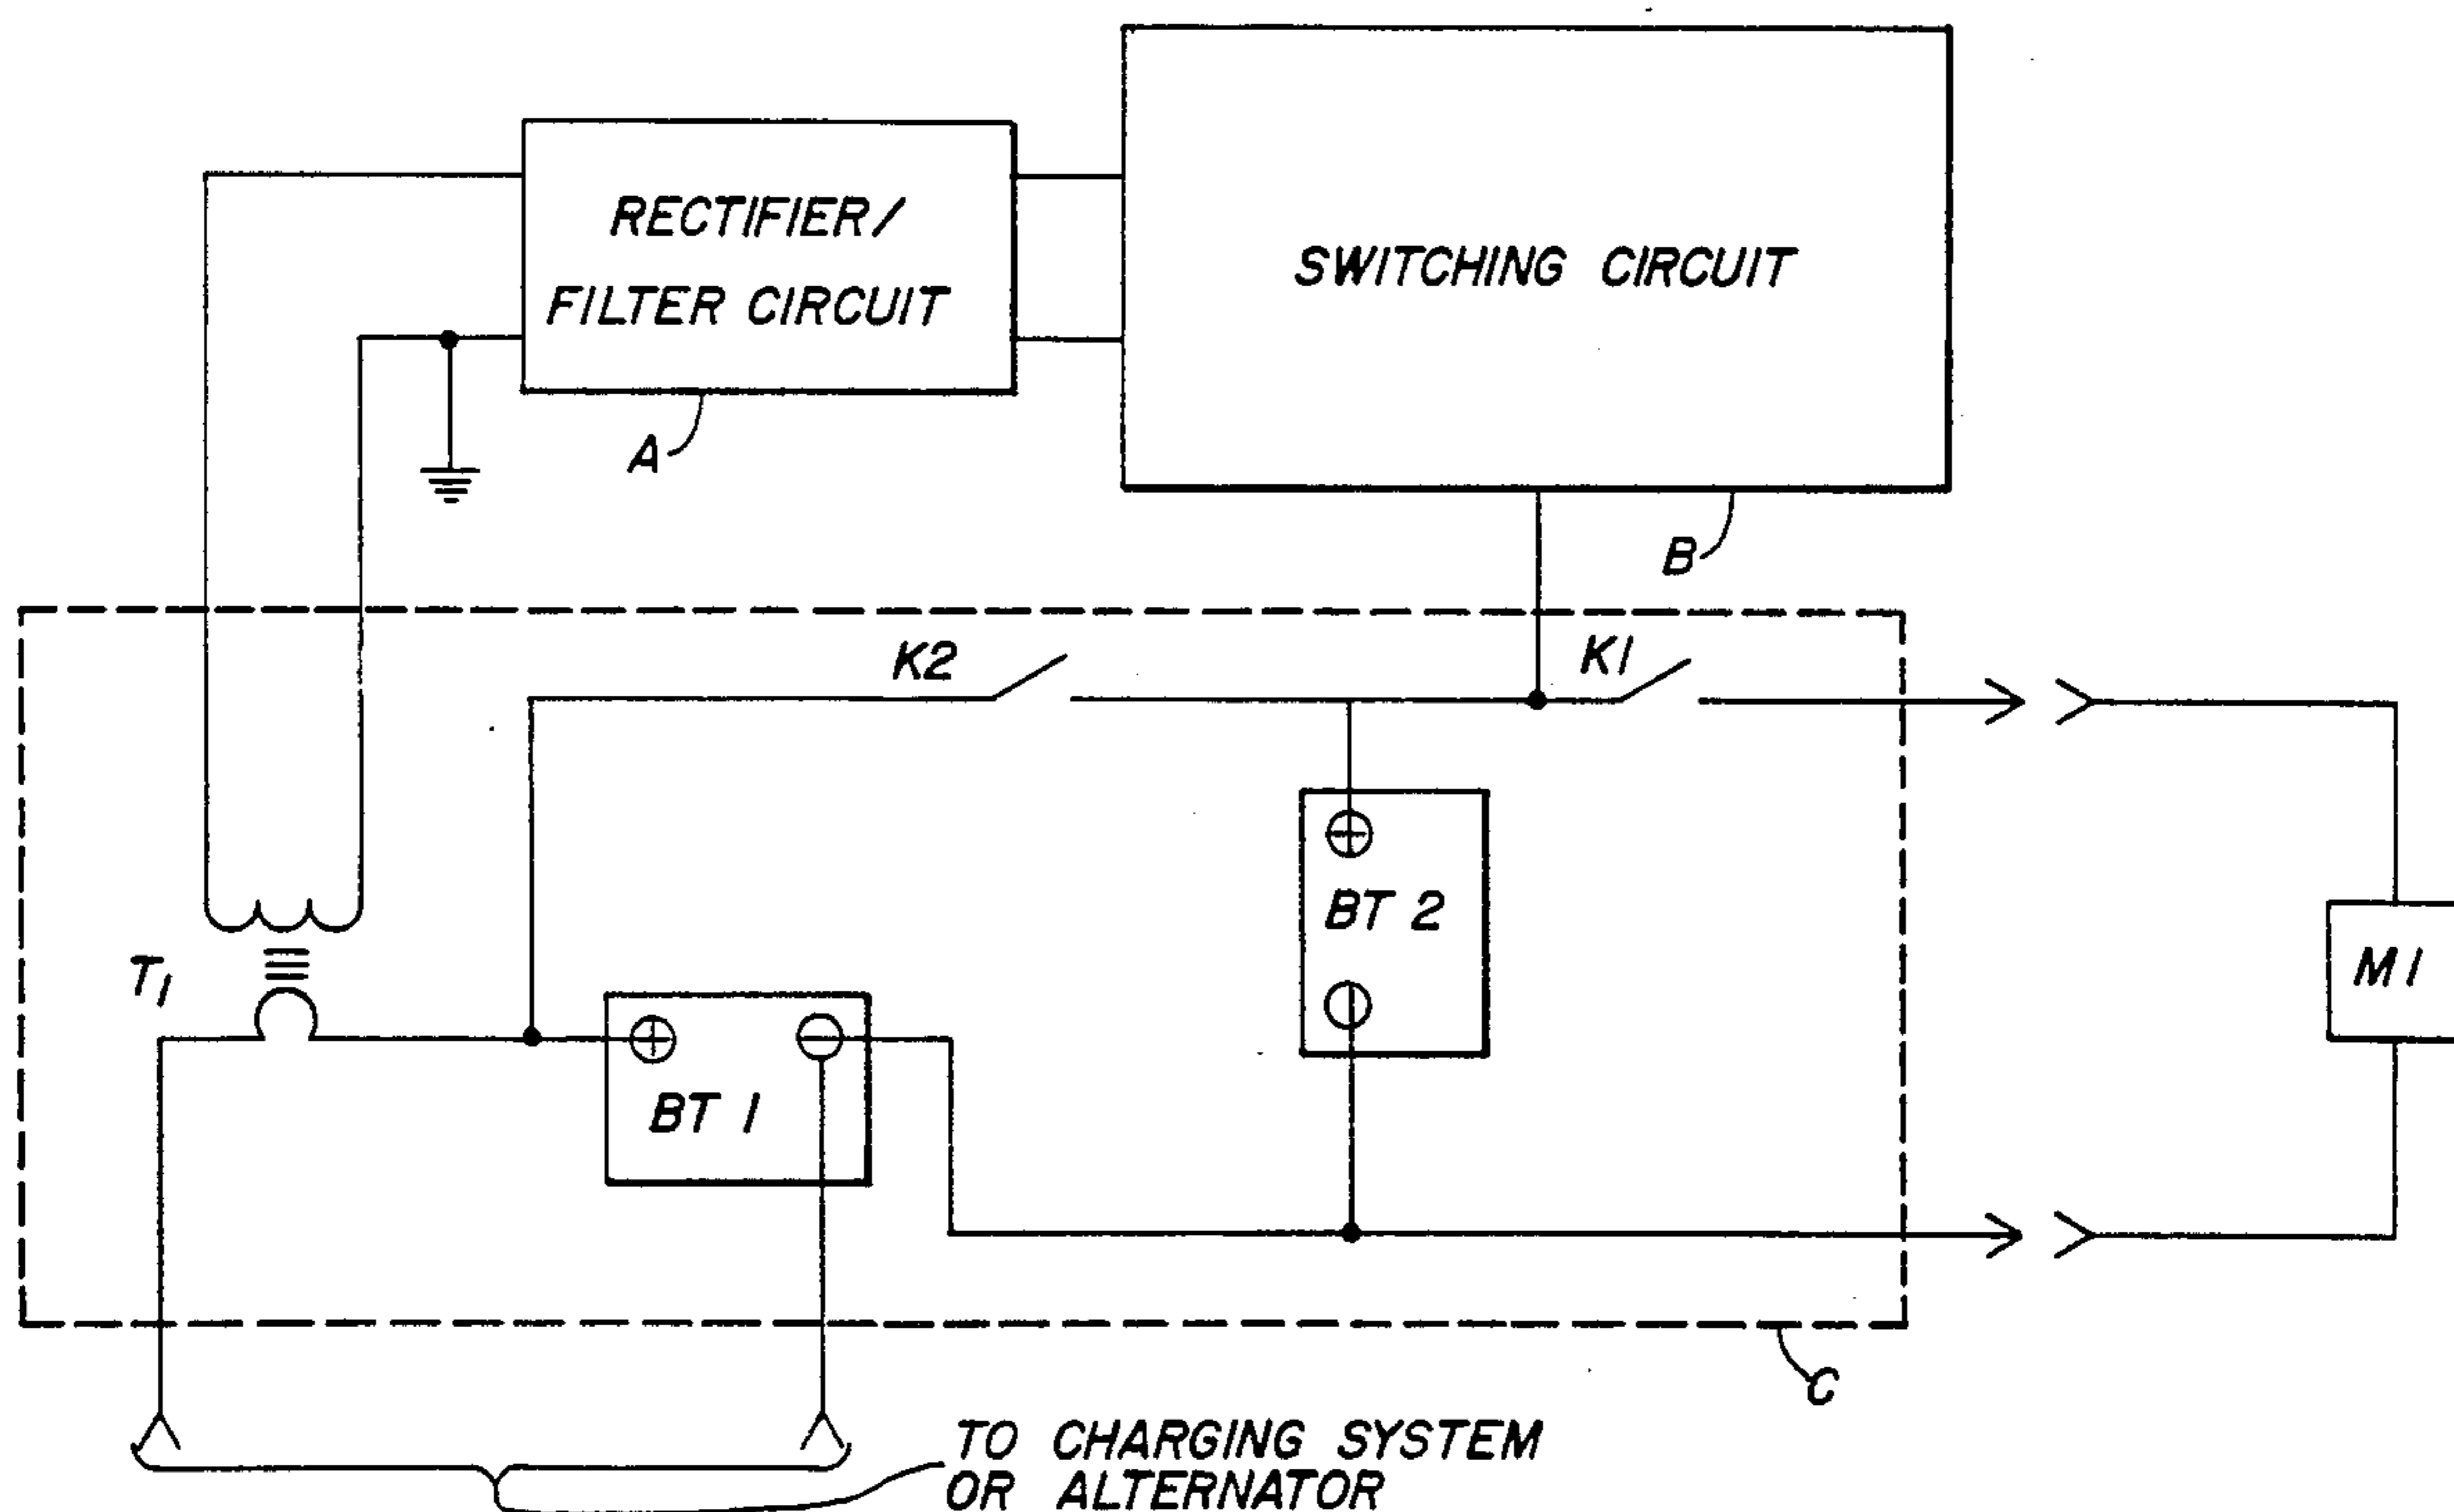 RECTIFIER/
FILTER CIRCUIT
SWITCHING CIRCUIT
A
B
K2
K1
BT 2
T1
M1
BT 1
C
TO CHARGING SYSTEM
OR ALTERNATOR